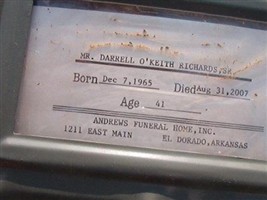 MR. DARRELL O'KEITH RICHARDS, SR.
Born Dec 7, 1965 Died Aug 31, 2007
Age 41
ANDREWS FUNERAL HOME, INC.
1211 EAST MAIN EL DORADO, ARKANSAS